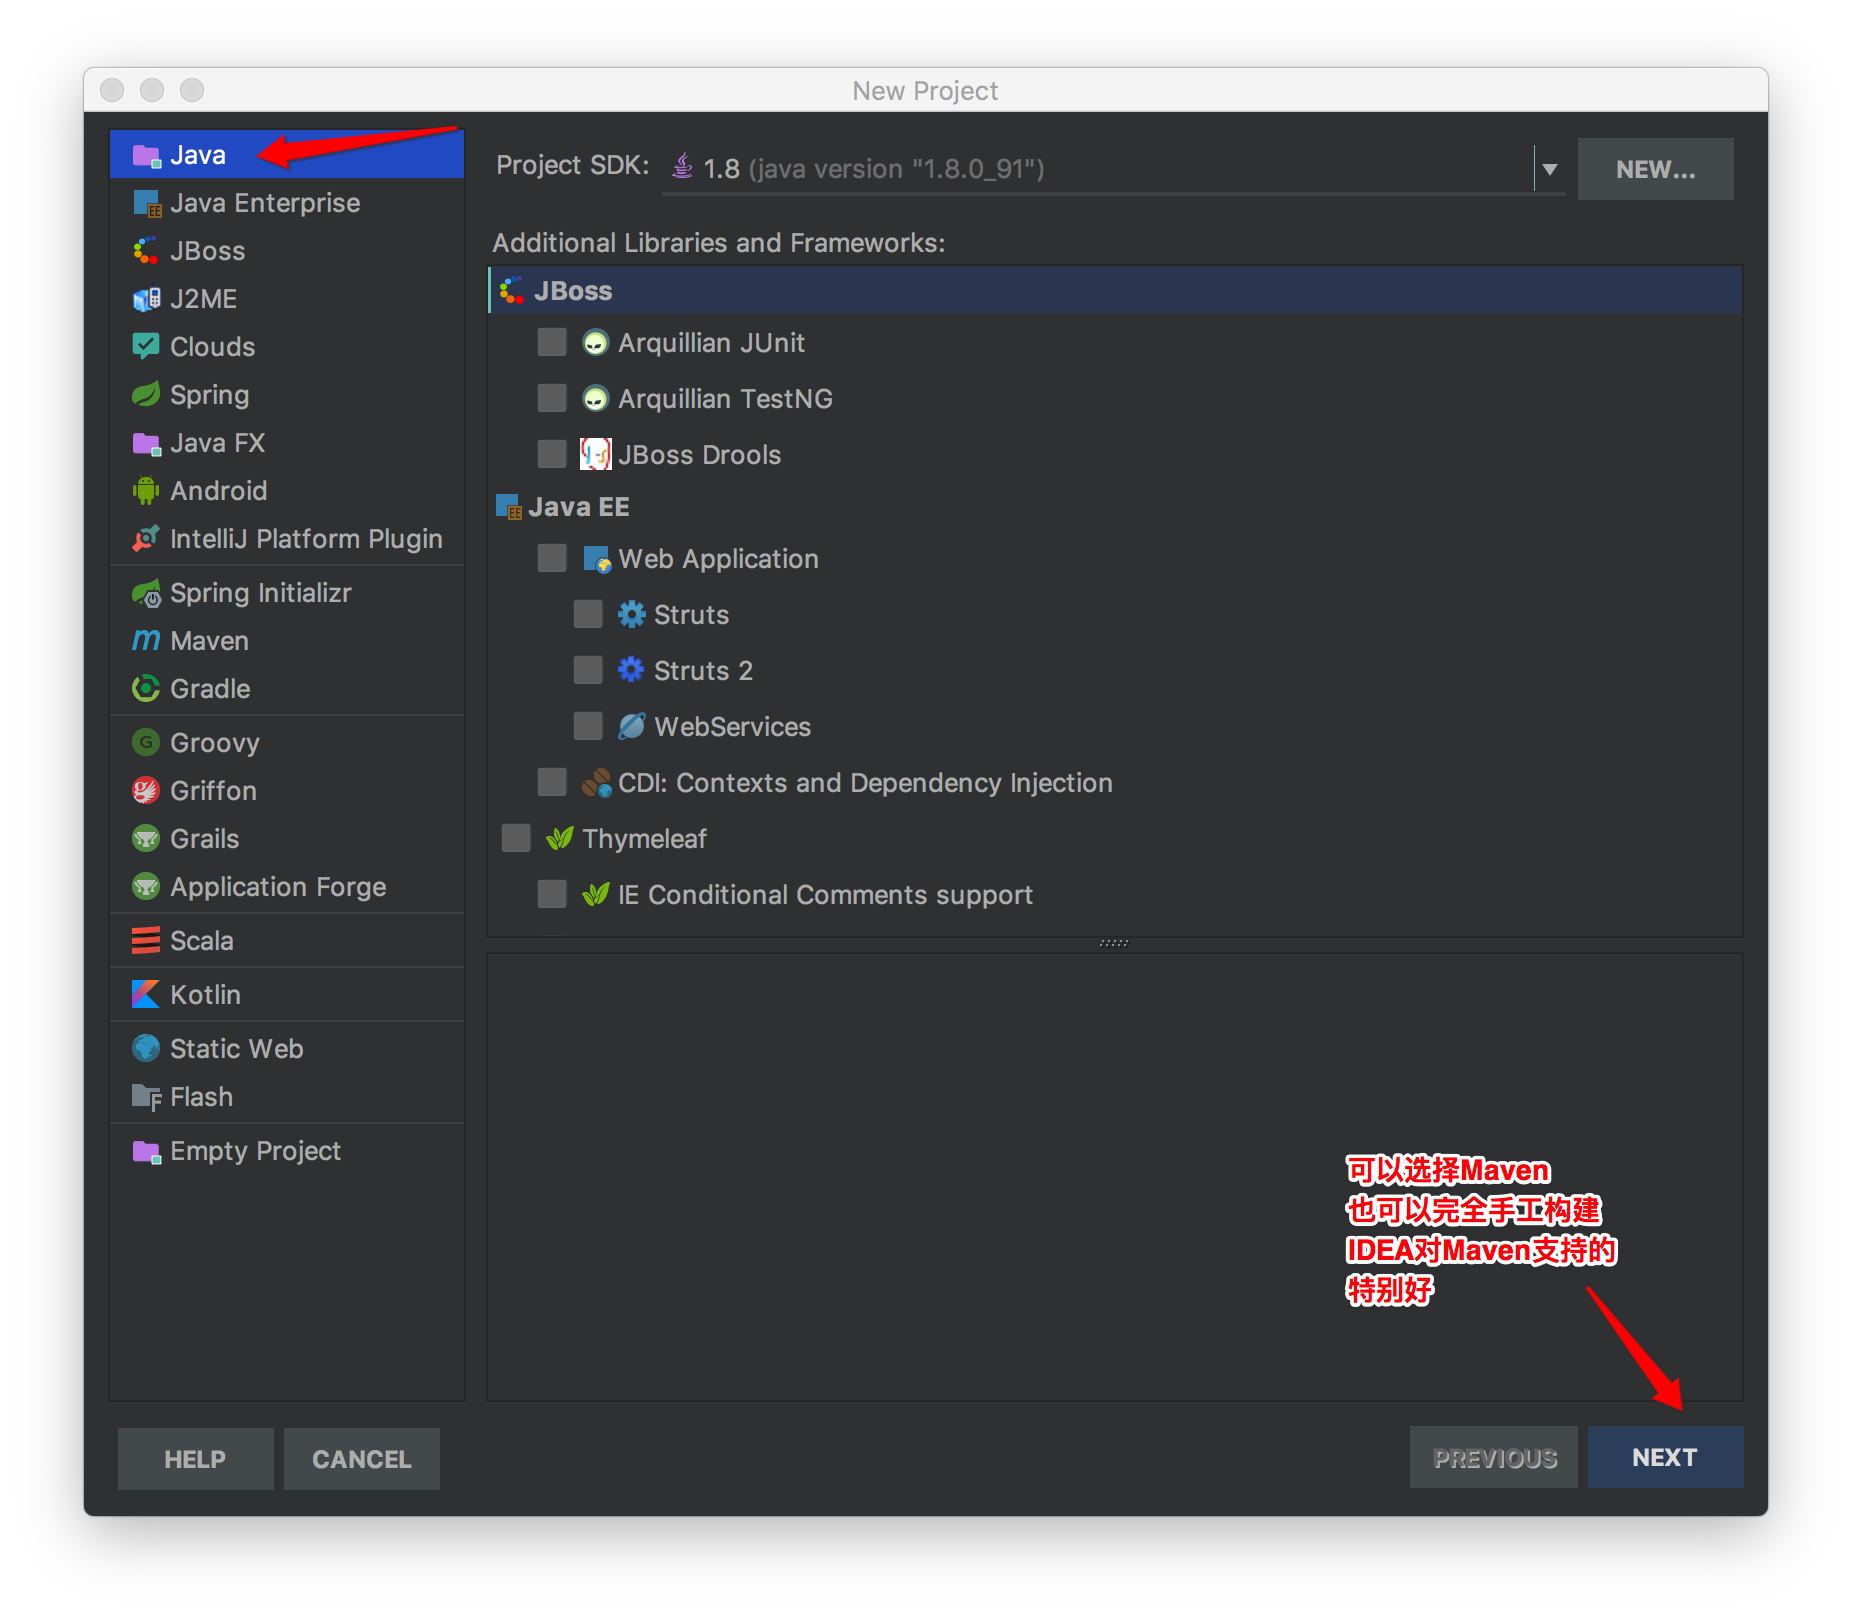 New Project
Java
Java Enterprise
JBoss
J2ME
Clouds
Spring
Java FX
Android
IntelliJ Platform Plugin
Spring Initializr
Maven
Gradle
Groovy
Griffon
Grails
Application Forge
Scala
Kotlin
Static Web
Flash
Empty Project
Project SDK: 1.8 (java version "1.8.0_91") NEW...
Additional Libraries and Frameworks:
JBoss
Arquillian JUnit
Arquillian TestNG
JBoss Drools
Java EE
Web Application
Struts
Struts 2
WebServices
CDI: Contexts and Dependency Injection
Thymeleaf
IE Conditional Comments support
可以选择Maven
也可以完全手工构建
IDEA对Maven支持的
特别好
HELP CANCEL PREVIOUS NEXT